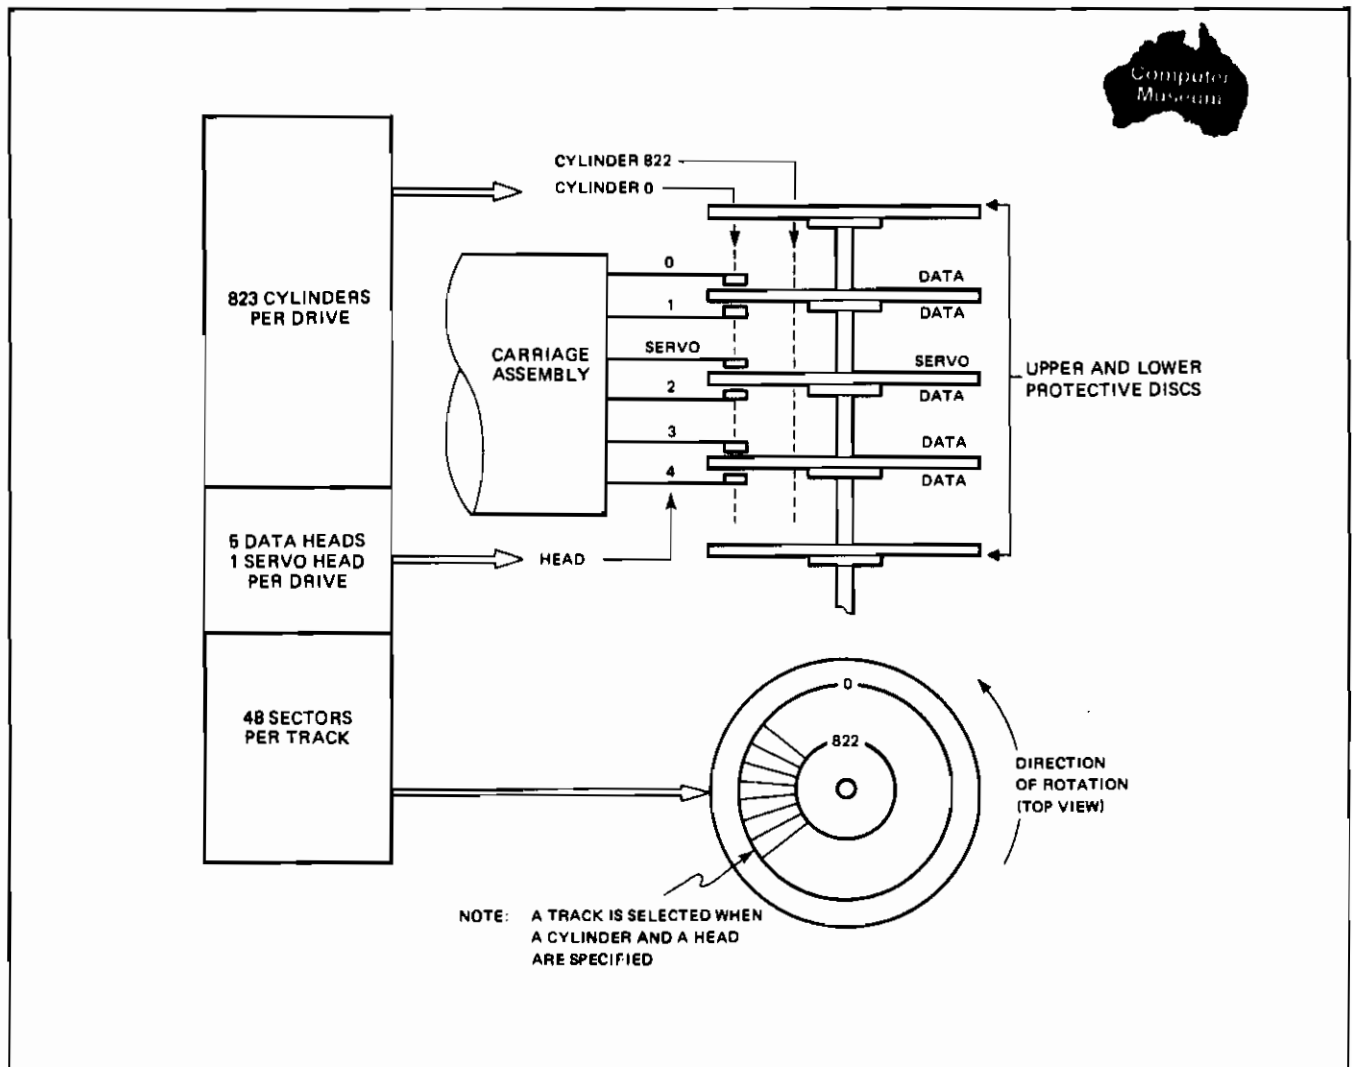 Computer
Museum
CYLINDER 822
CYLINDER 0
823 CYLINDERS
PER DRIVE
CARRIAGE
ASSEMBLY
0
1
SERVO
2
3
4
DATA
DATA
SERVO
DATA
DATA
DATA
UPPER AND LOWER
PROTECTIVE DISCS
5 DATA HEADS
1 SERVO HEAD
PER DRIVE
HEAD
48 SECTORS
PER TRACK
0
822
DIRECTION
OF ROTATION
(TOP VIEW)
NOTE: A TRACK IS SELECTED WHEN
A CYLINDER AND A HEAD
ARE SPECIFIED